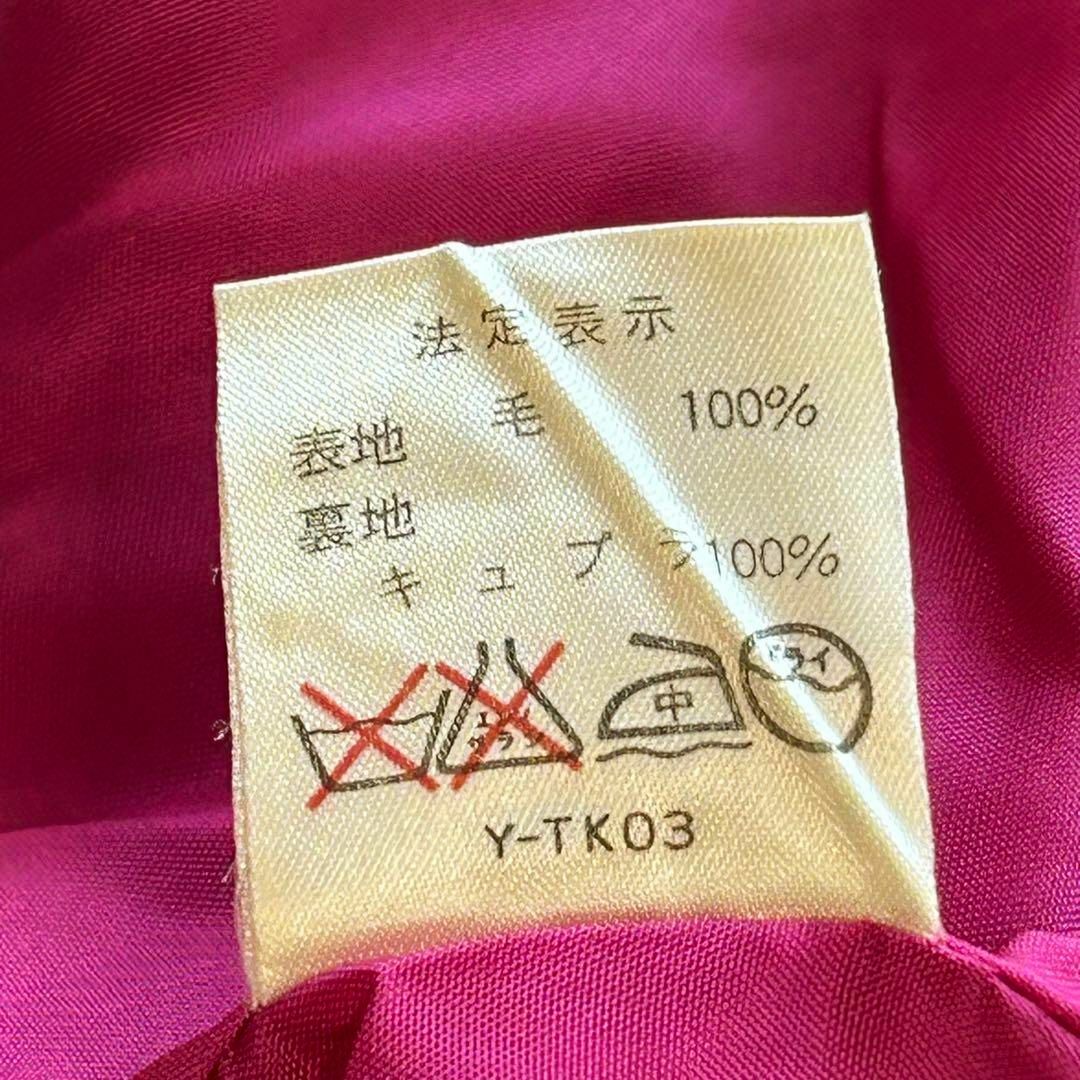 法定表示
表地 毛 100%
裏地
キュプラ100%
エンソ サラシ
中
ドライ
Y-TK03